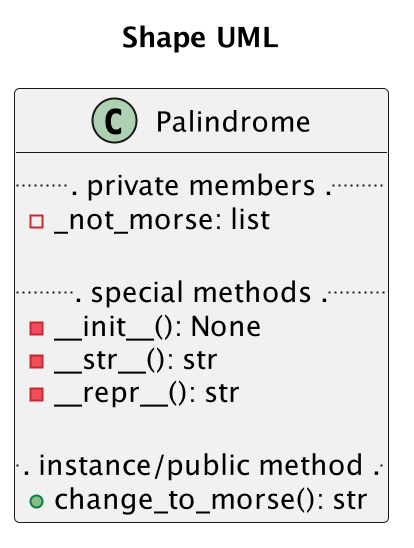 Shape UML
C Palindrome
. private members .
_not_morse: list
. special methods .
__init__(): None
__str__(): str
__repr__(): str
. instance/public method .
change_to_morse(): str